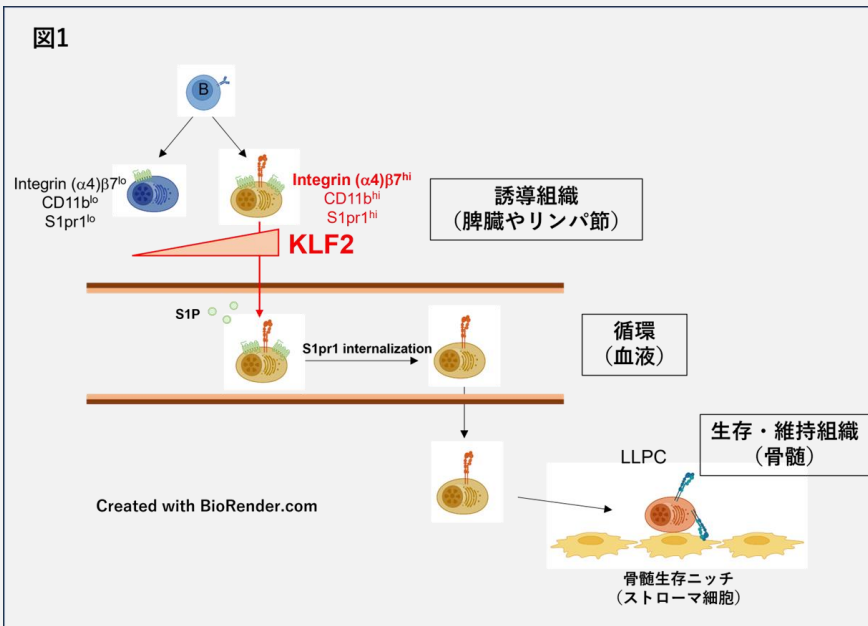 図1
B
Integrin (α4)β7lo
CD11blo
S1pr1lo
Integrin (α4)β7hi
CD11bhi
S1pr1hi
誘導組織
(脾臓やリンパ節)
KLF2
S1P
S1pr1 internalization
循環
(血液)
生存・維持組織
(骨髄)
LLPC
Created with BioRender.com
骨髄生存ニッチ
(ストローマ細胞)